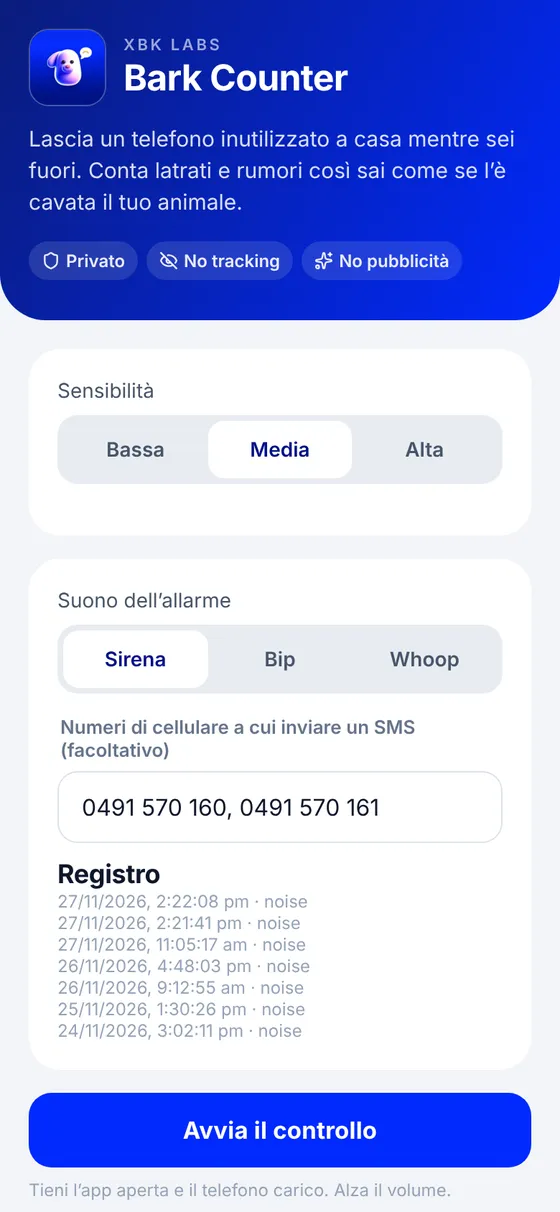 XBK LABS
Bark Counter
Lascia un telefono inutilizzato a casa mentre sei
fuori. Conta latrati e rumori così sai come se l’è
cavata il tuo animale.
Privato
No tracking
No pubblicità
Sensibilità
Bassa
Media
Alta
Suono dell’allarme
Sirena
Bip
Whoop
Numeri di cellulare a cui inviare un SMS
(facoltativo)
0491 570 160, 0491 570 161
Registro
27/11/2026, 2:22:08 pm · noise
27/11/2026, 2:21:41 pm · noise
27/11/2026, 11:05:17 am · noise
26/11/2026, 4:48:03 pm · noise
26/11/2026, 9:12:55 am · noise
25/11/2026, 1:30:26 pm · noise
24/11/2026, 3:02:11 pm · noise
Avvia il controllo
Tieni l’app aperta e il telefono carico. Alza il volume.